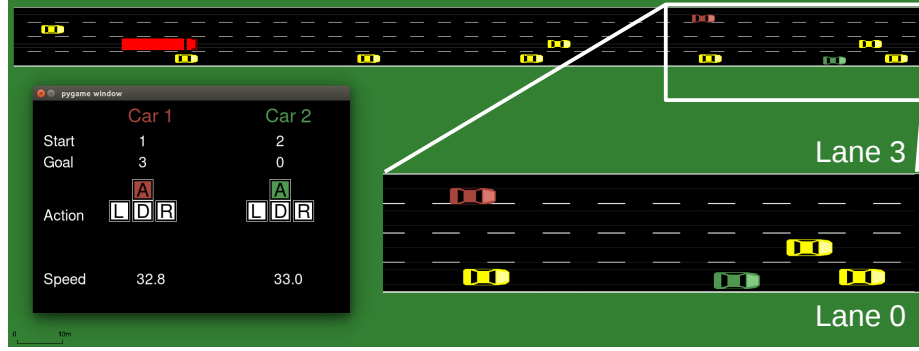 pygame window
Car 1 Car 2
Start 1 2
Goal 3 0
A A
Action L D R L D R
Speed 32.8 33.0
Lane 3
Lane 0
0 10m